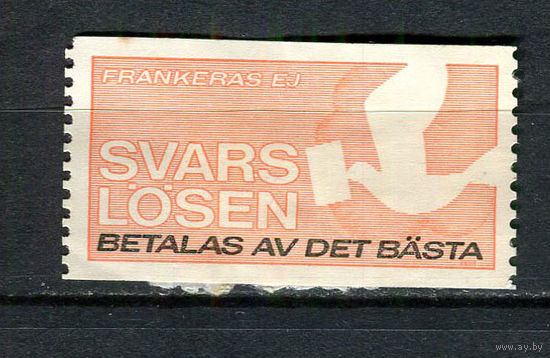 FRANKERAS EJ
SVARS
LÖSEN
BETALAS AV DET BÄSTA
www.ay.by